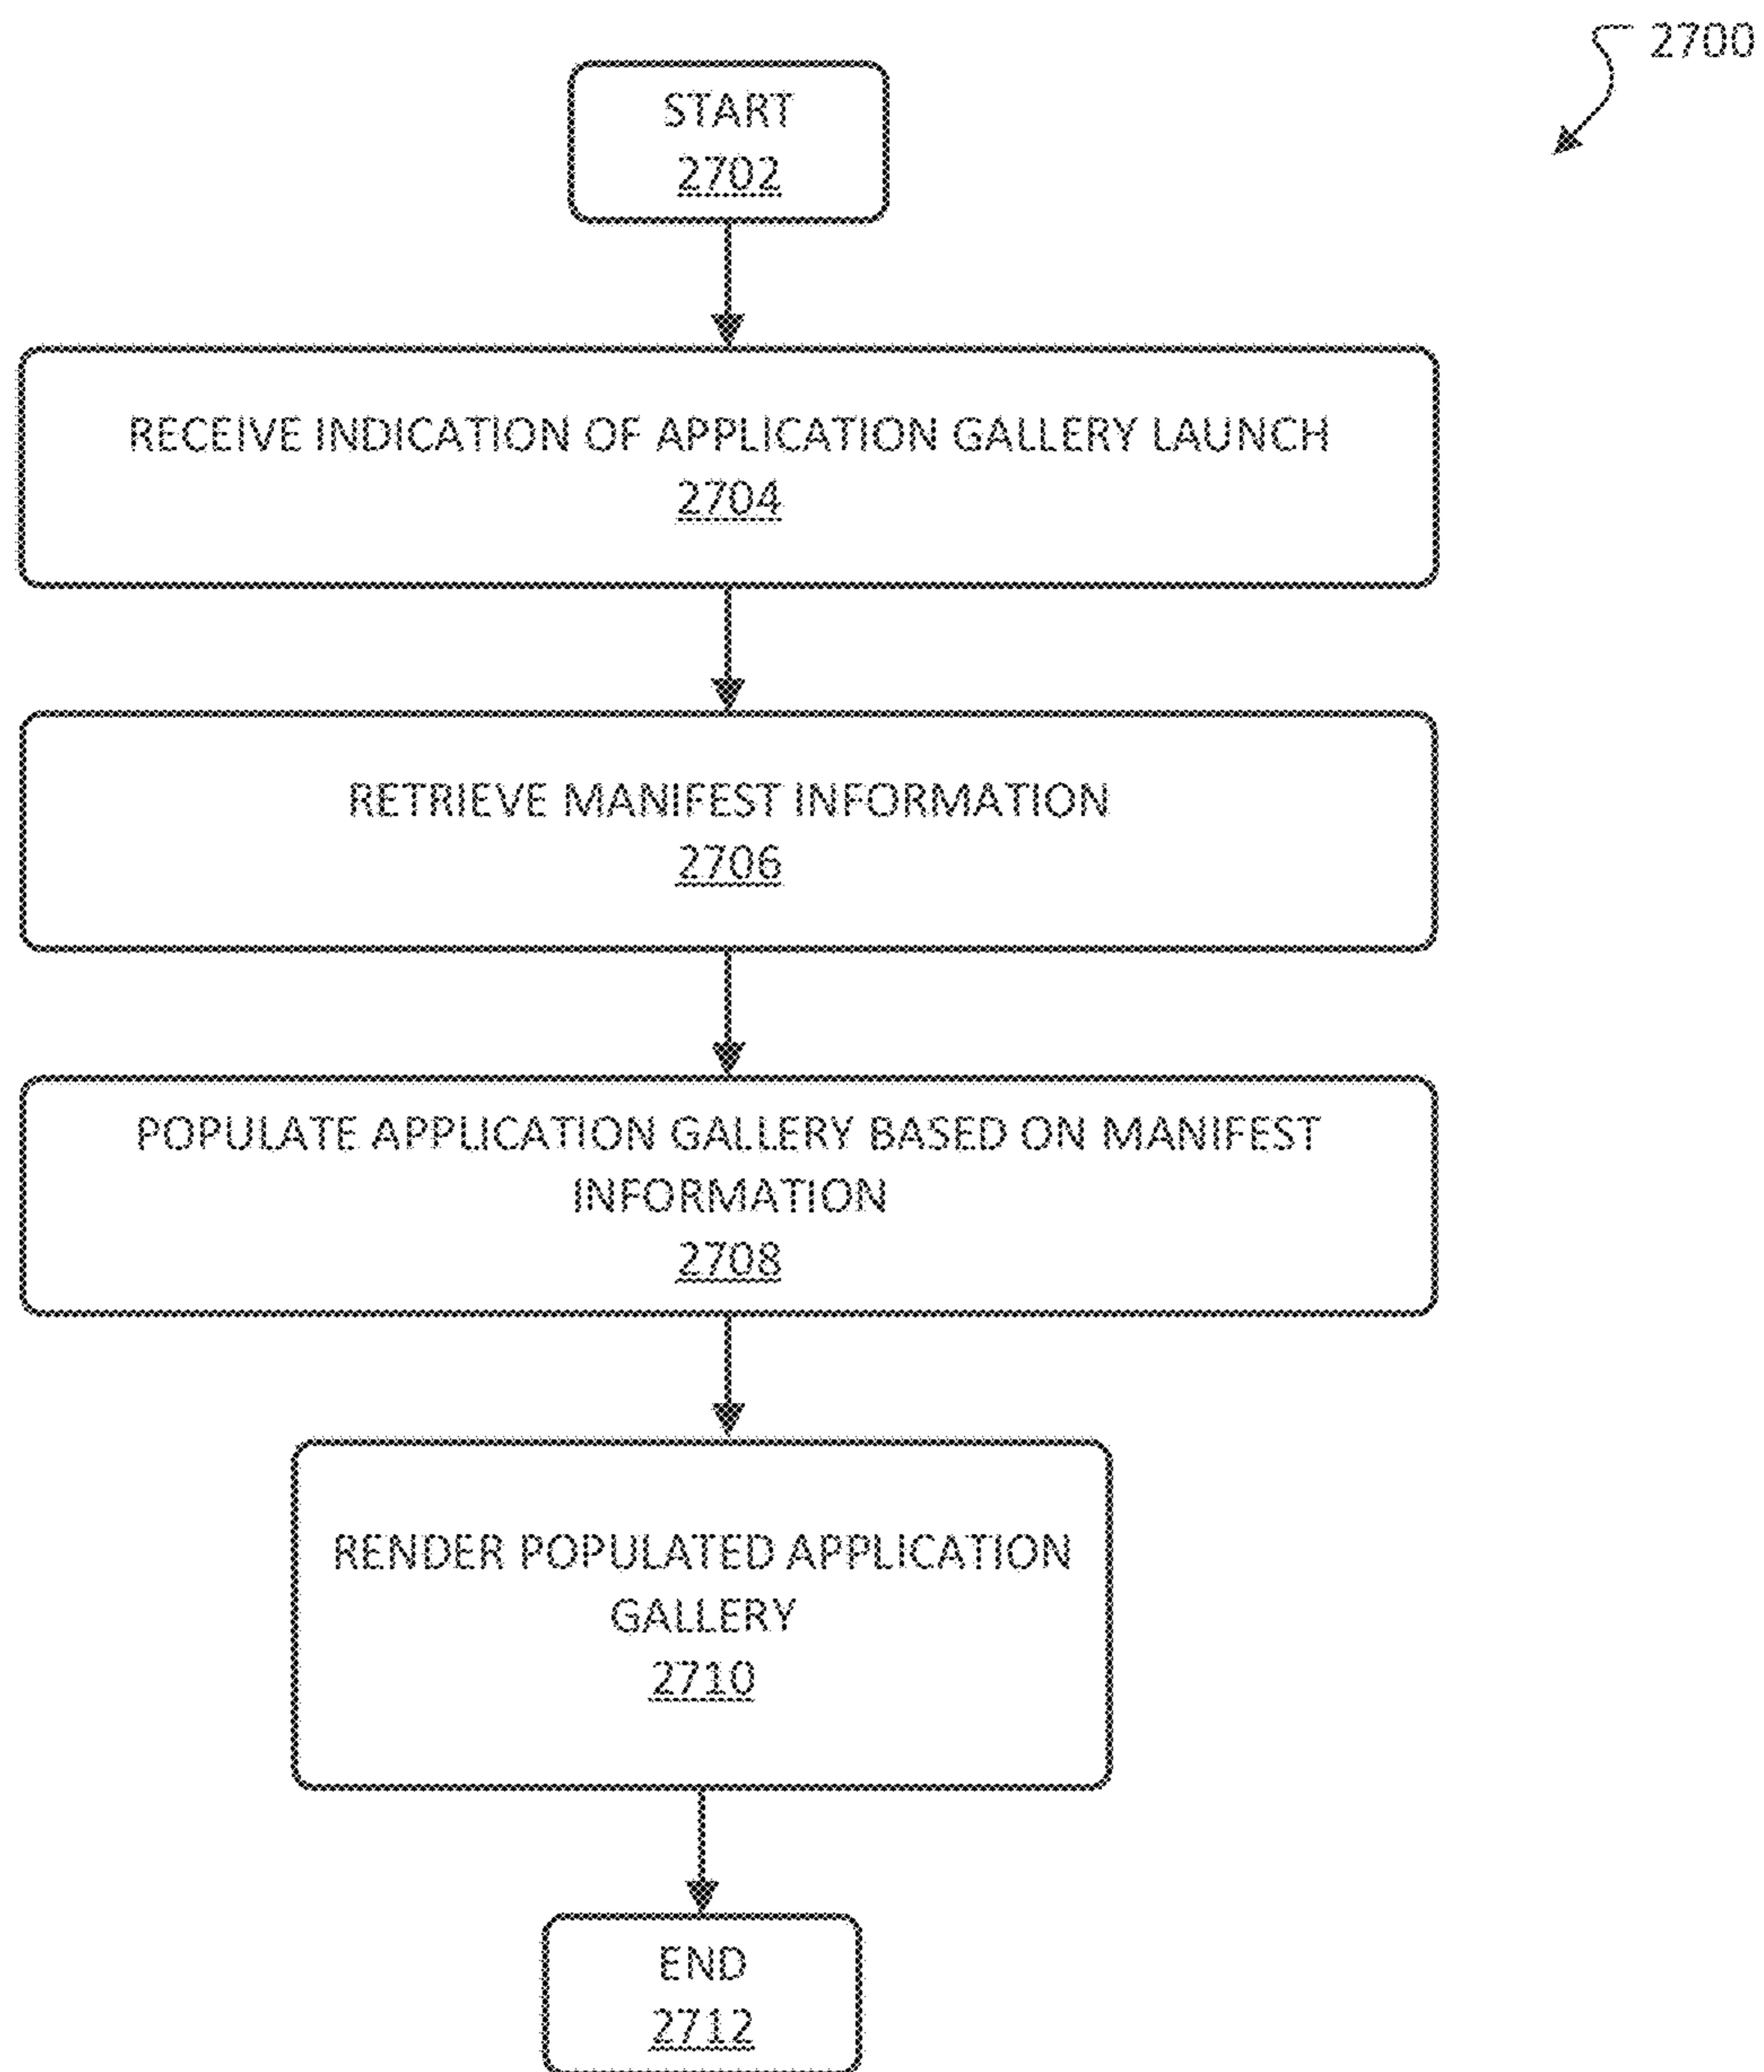 2700
START
2702
RECEIVE INDICATION OF APPLICATION GALLERY LAUNCH
2704
RETRIEVE MANIFEST INFORMATION
2706
POPULATE APPLICATION GALLERY BASED ON MANIFEST
INFORMATION
2708
RENDER POPULATED APPLICATION
GALLERY
2710
END
2712